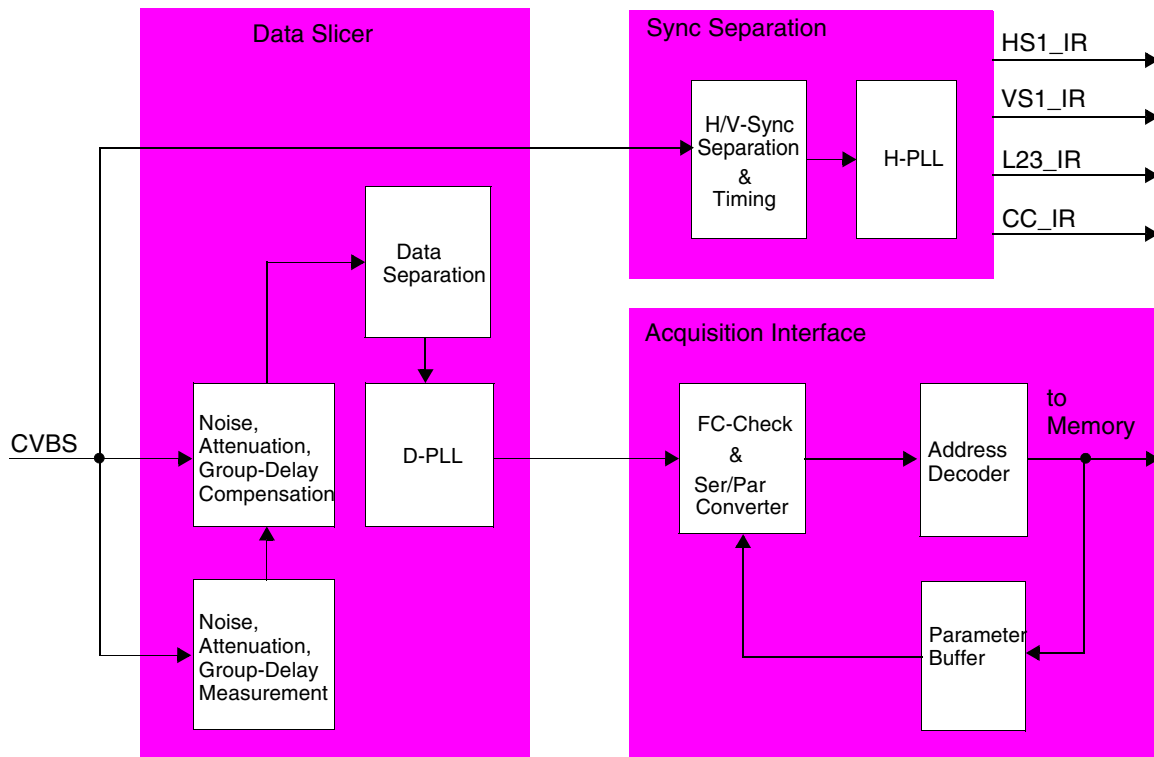 Data Slicer
Sync Separation
HS1_IR
VS1_IR
L23_IR
CC_IR
H/V-Sync
Separation
&
Timing
H-PLL
Data
Separation
Acquisition Interface
CVBS
Noise,
Attenuation,
Group-Delay
Compensation
D-PLL
FC-Check
&
Ser/Par
Converter
Address
Decoder
to
Memory
Noise,
Attenuation,
Group-Delay
Measurement
Parameter
Buffer